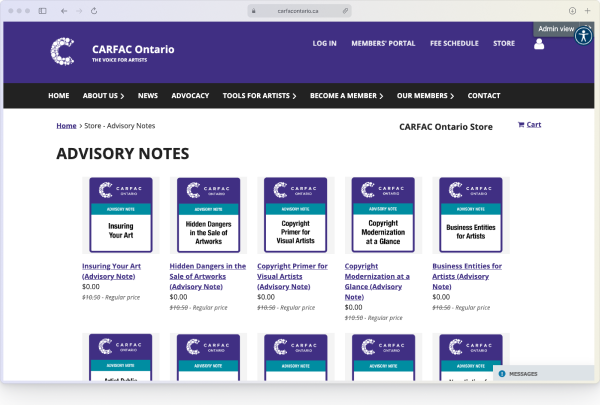 carfacontario.ca
Admin view
CARFAC Ontario
THE VOICE FOR ARTISTS
LOG IN MEMBERS' PORTAL FEE SCHEDULE STORE
HOME ABOUT US NEWS ADVOCACY TOOLS FOR ARTISTS BECOME A MEMBER OUR MEMBERS CONTACT
Home › Store - Advisory Notes
CARFAC Ontario Store
Cart
ADVISORY NOTES
CARFAC CARFAC CARFAC CARFAC CARFAC
ONTARIO ONTARIO ONTARIO ONTARIO ONTARIO
ADVISORY NOTE ADVISORY NOTE ADVISORY NOTE ADVISORY NOTE ADVISORY NOTE
Insuring
Your Art
Hidden Dangers
in the Sale of
Artworks
Copyright
Primer for
Visual Artists
Copyright
Modernization
at a Glance
Business Entities
for Artists
Insuring Your Art
(Advisory Note)
$0.00
$10.50 - Regular price
Hidden Dangers in the
Sale of Artworks
(Advisory Note)
$0.00
$10.50 - Regular price
Copyright Primer for
Visual Artists
(Advisory Note)
$0.00
$10.50 - Regular price
Copyright
Modernization at a
Glance (Advisory
Note)
$0.00
$10.50 - Regular price
Business Entities for
Artists (Advisory
Note)
$0.00
$10.50 - Regular price
CARFAC CARFAC CARFAC CARFAC CARFAC
ONTARIO ONTARIO ONTARIO ONTARIO ONTARIO
ADVISORY NOTE ADVISORY NOTE ADVISORY NOTE ADVISORY NOTE
MESSAGES